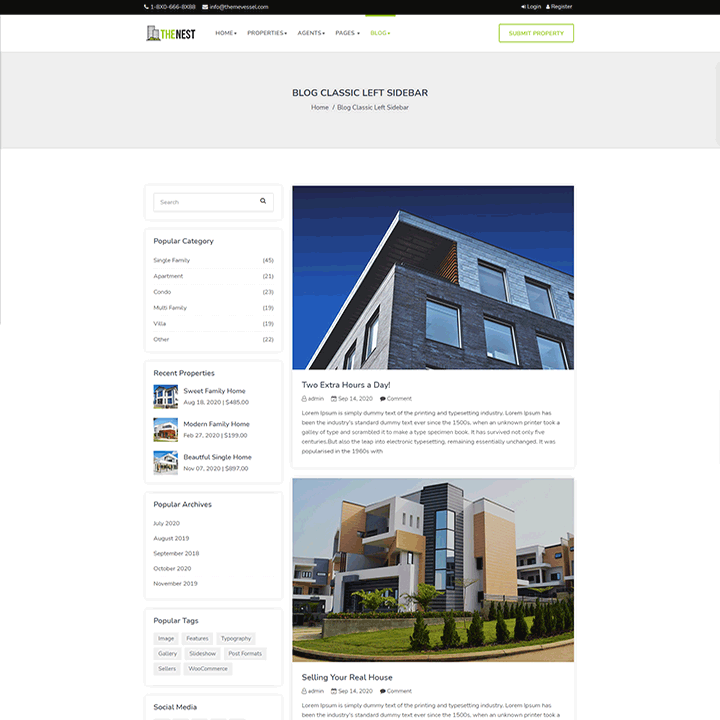 1-8X0-666-8X88 info@themevessel.com Login Register
THENEST HOME PROPERTIES AGENTS PAGES BLOG SUBMIT PROPERTY
BLOG CLASSIC LEFT SIDEBAR
Home / Blog Classic Left Sidebar
Search
Popular Category
Single Family (45)
Apartment (21)
Condo (23)
Multi Family (19)
Villa (19)
Other (22)
Recent Properties
Sweet Family Home
Aug 18, 2020 | $485,00
Modern Family Home
Feb 27, 2020 | $199,00
Beautful Single Home
Nov 07, 2020 | $897,00
Popular Archives
July 2020
August 2019
September 2018
October 2020
November 2019
Popular Tags
Image Features Typography
Gallery Slideshow Post Formats
Sellers WooCommerce
Social Media
Two Extra Hours a Day!
admin Sep 14, 2020 Comment
Lorem Ipsum is simply dummy text of the printing and typesetting industry. Lorem Ipsum has
been the industry's standard dummy text ever since the 1500s, when an unknown printer took a
galley of type and scrambled it to make a type specimen book. It has survived not only five
centuries.But also the leap into electronic typesetting, remaining essentially unchanged. It was
popularised in the 1960s with
Selling Your Real House
admin Sep 14, 2020 Comment
Lorem Ipsum is simply dummy text of the printing and typesetting industry. Lorem Ipsum has
been the industry's standard dummy text ever since the 1500s, when an unknown printer took a